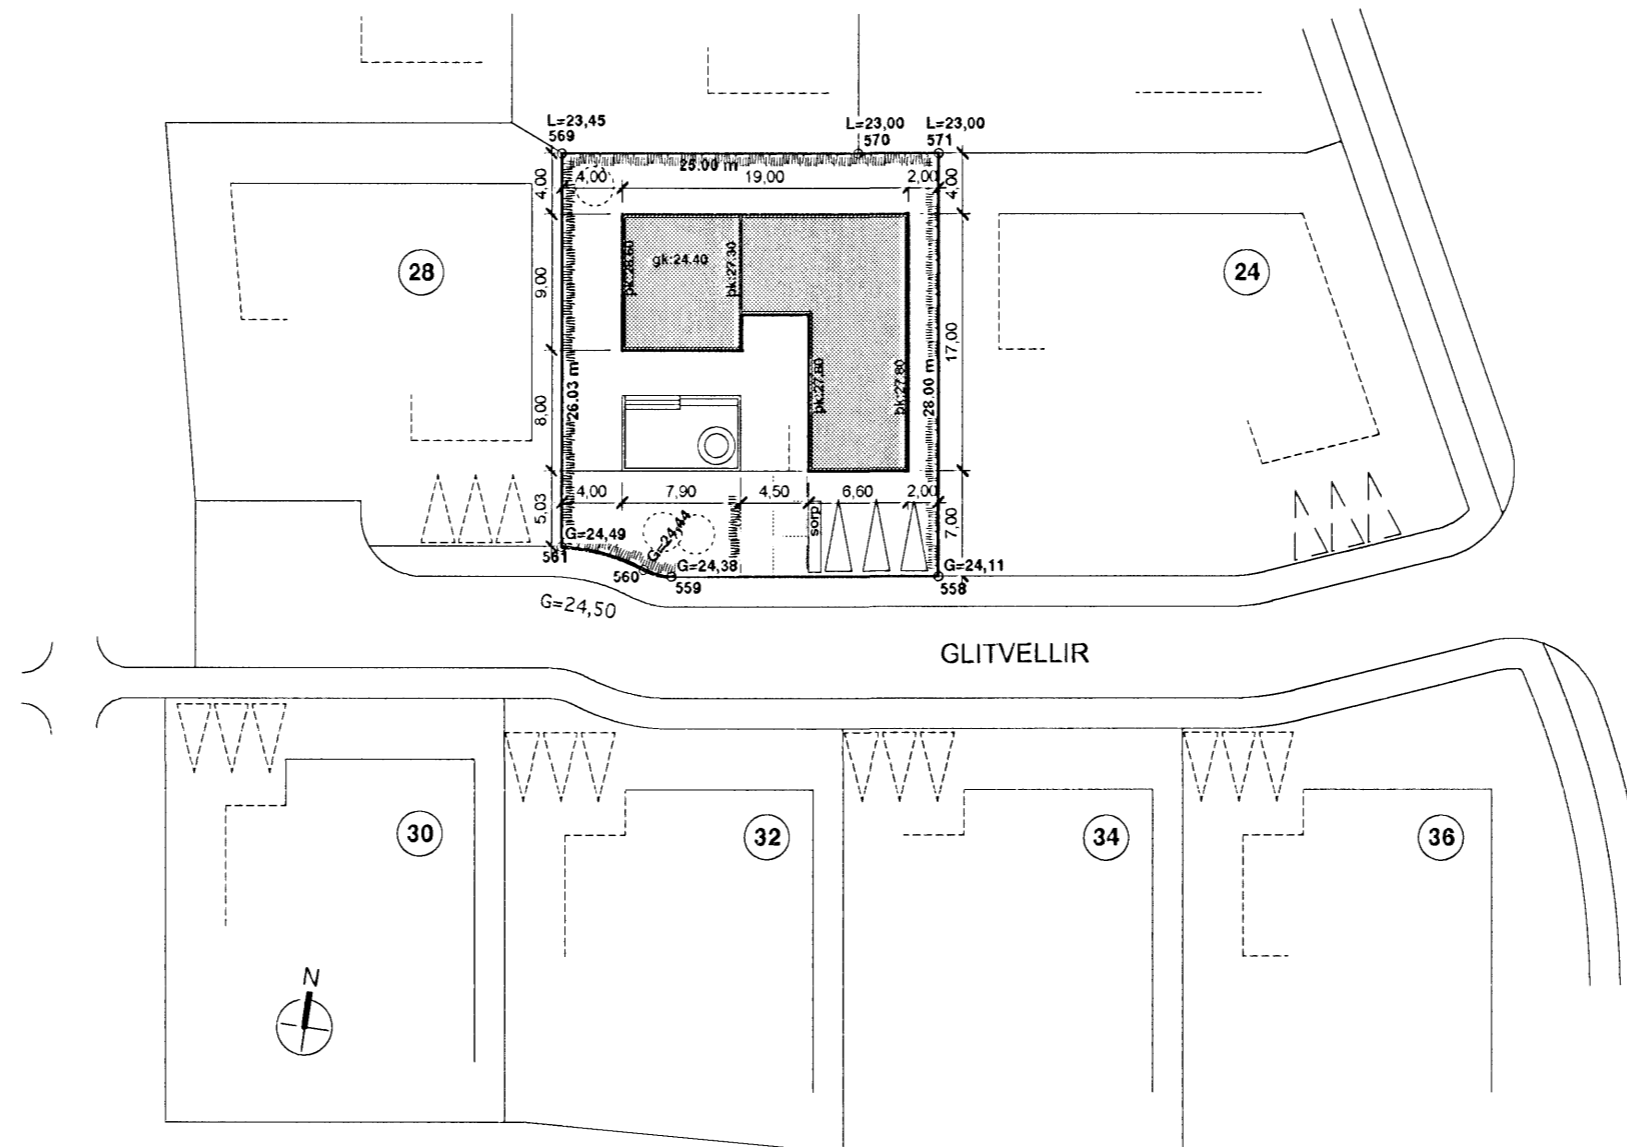 L=23,45
569
L=23,00
570
L=23,00
571
25.00 m
4,00
19,00
2,00
4,00
4,00
28
pk:28.60
gk:24.40
pk:27.30
24
9,00
17,00
26.03 m
8,00
pk:27,80
pk:27,80
28.00 m
4,00
7,90
4,50
6,60
2,00
5,03
sorp
7,00
G=24,49
561
G=24,44
560
G=24,38
559
G=24,11
558
G=24,50
GLITVELLIR
30
32
34
36
N